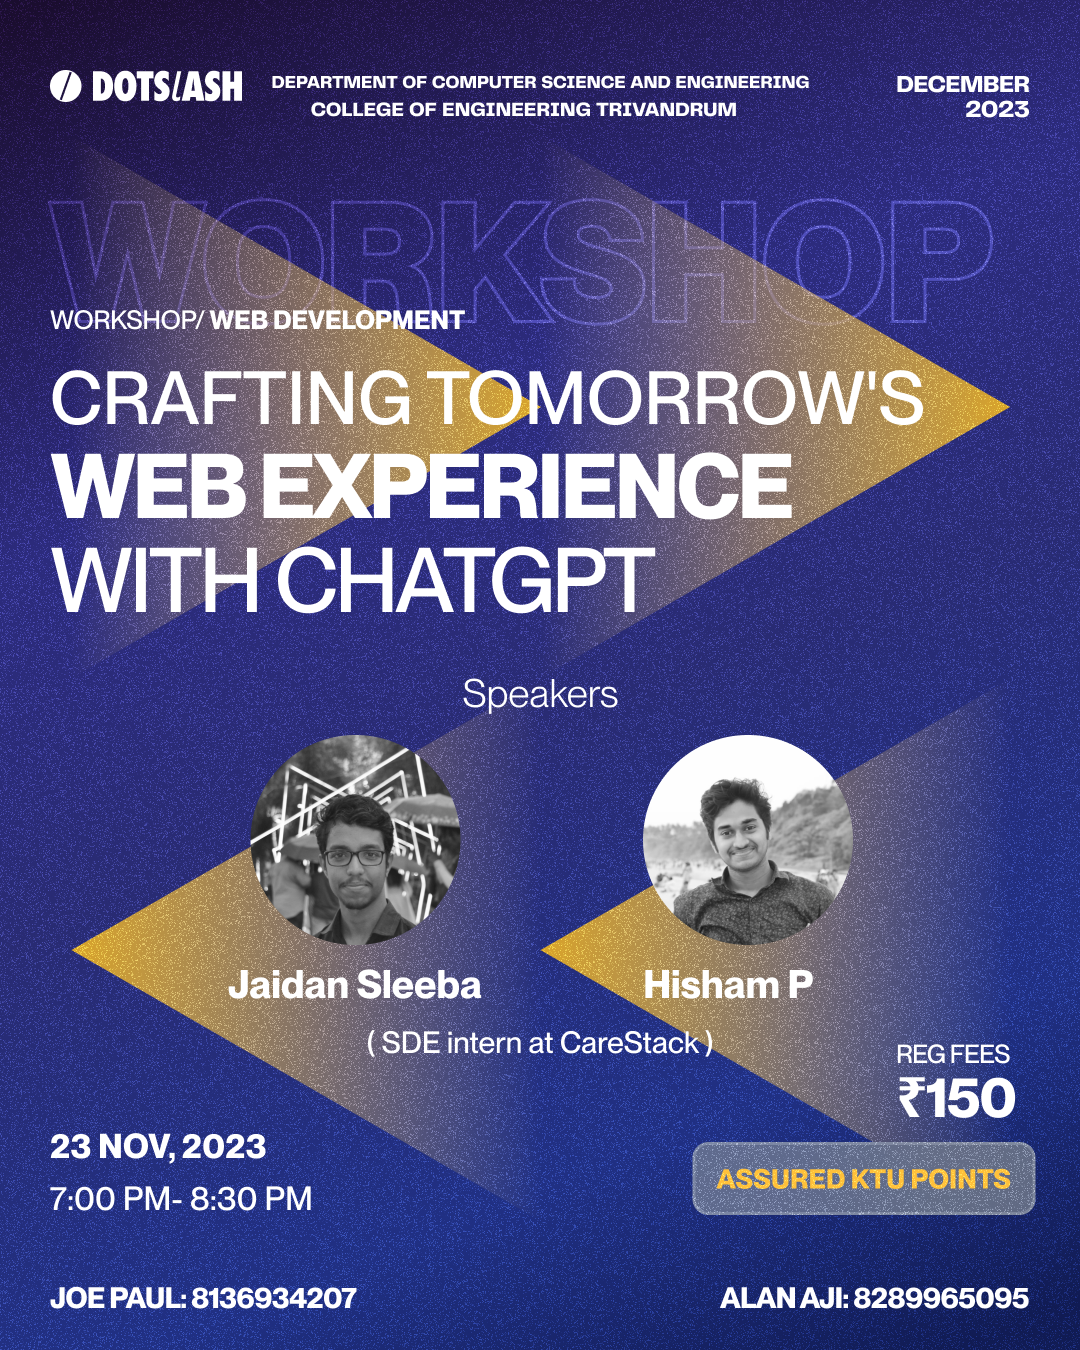 DOTS/ASH
DEPARTMENT OF COMPUTER SCIENCE AND ENGINEERING
COLLEGE OF ENGINEERING TRIVANDRUM
DECEMBER
2023
WORKSHOP
WORKSHOP/ WEB DEVELOPMENT
CRAFTING TOMORROW'S
WEB EXPERIENCE
WITH CHATGPT
Speakers
Jaidan Sleeba
Hisham P
( SDE intern at CareStack )
REG FEES
₹150
23 NOV, 2023
7:00 PM- 8:30 PM
ASSURED KTU POINTS
JOE PAUL: 8136934207
ALAN AJI: 8289965095